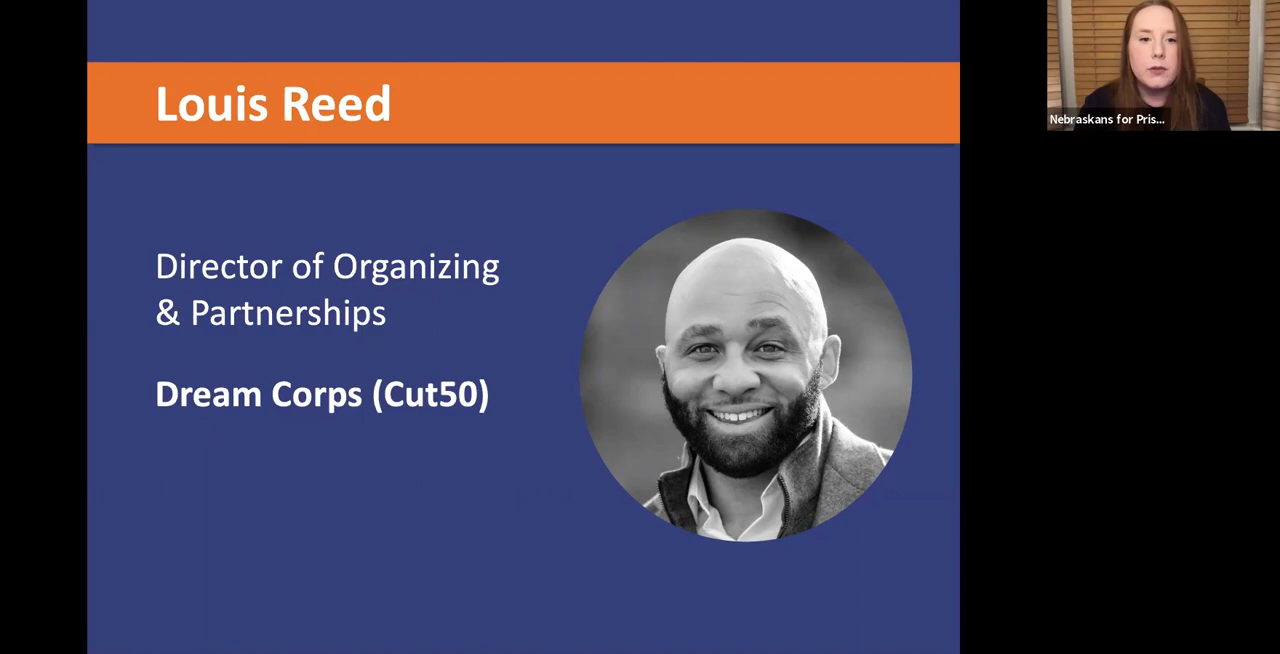 Louis Reed
Director of Organizing
& Partnerships
Dream Corps (Cut50)
Nebraskans for Pris...